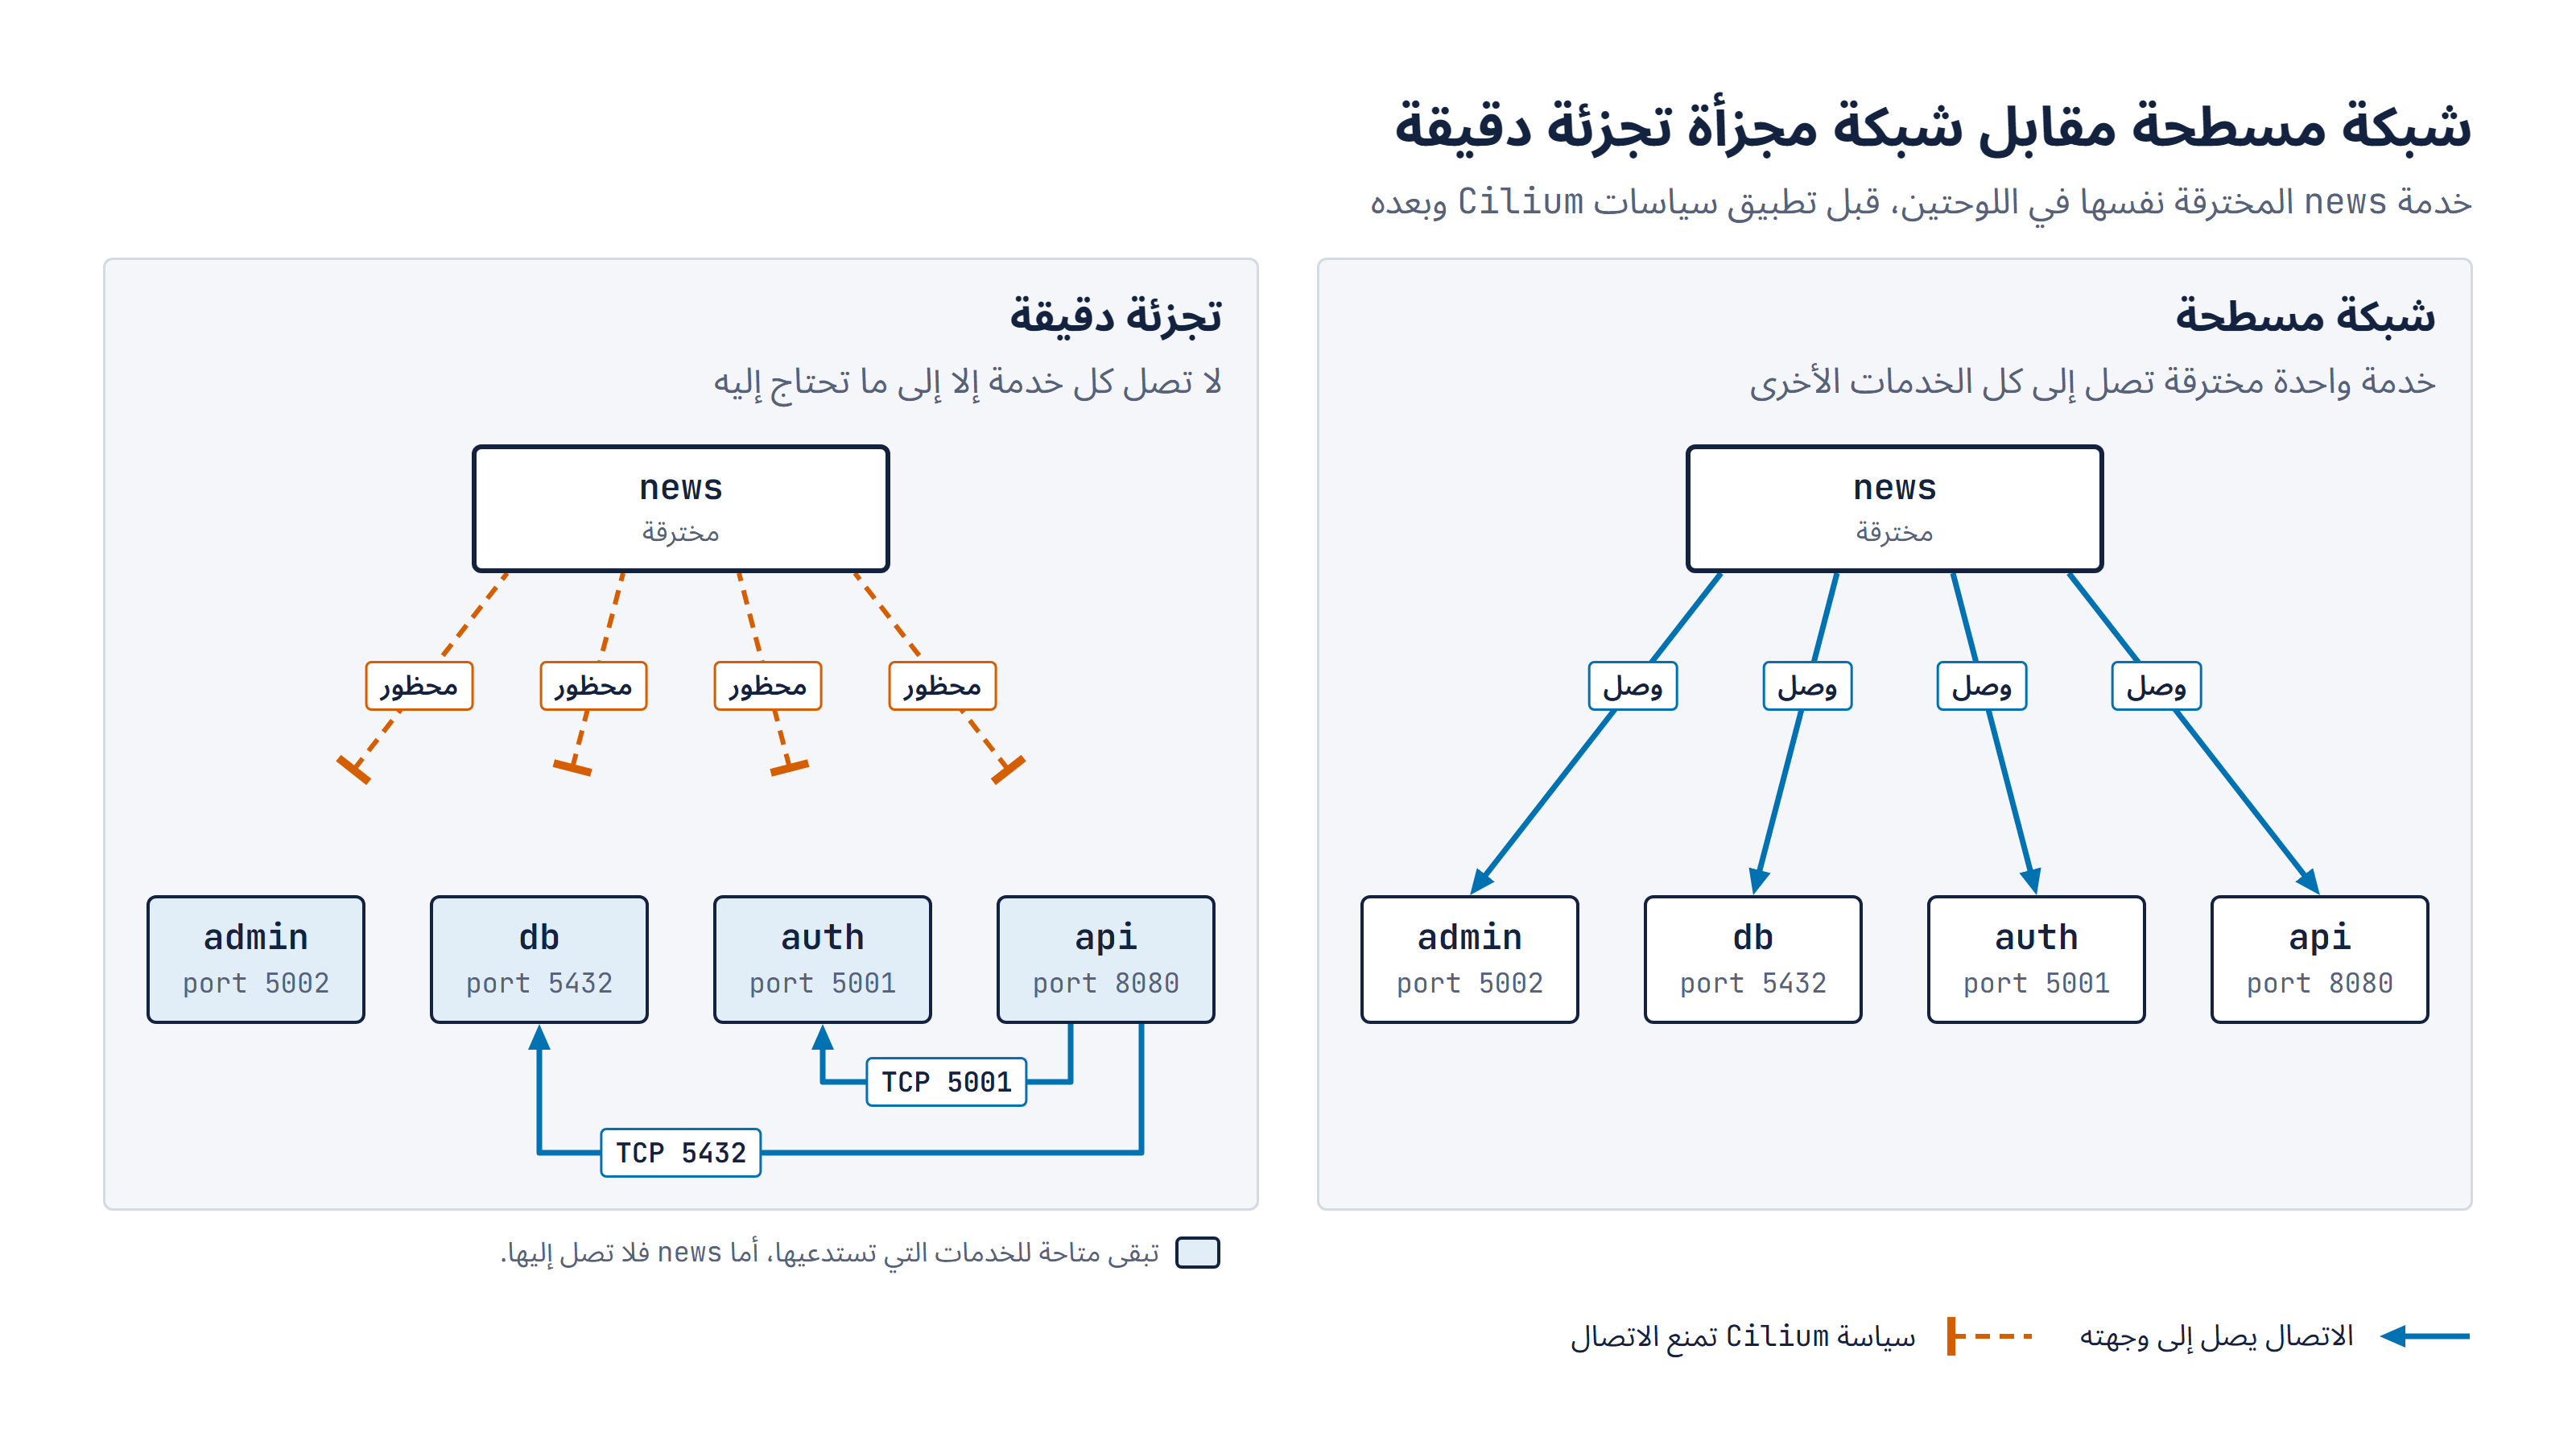 شبكة مسطحة مقابل شبكة مجزأة تجزئة دقيقة
خدمة news المخترقة نفسها في اللوحتين، قبل تطبيق سياسات Cilium وبعده
شبكة مسطحة
خدمة واحدة مخترقة تصل إلى كل الخدمات الأخرى
news
مخترقة
وصل
وصل
وصل
وصل
api
port 8080
auth
port 5001
db
port 5432
admin
port 5002
تجزئة دقيقة
لا تصل كل خدمة إلا إلى ما تحتاج إليه
news
مخترقة
محظور
محظور
محظور
محظور
api
port 8080
auth
port 5001
db
port 5432
admin
port 5002
TCP 5001
TCP 5432
تبقى متاحة للخدمات التي تستدعيها، أما news فلا تصل إليها.
الاتصال يصل إلى وجهته
سياسة Cilium تمنع الاتصال